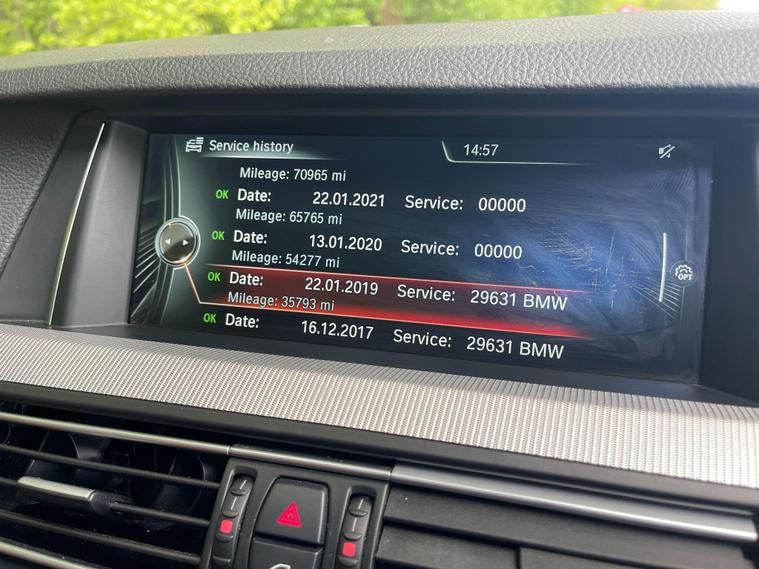 Service history
14:57
Mileage: 70965 mi
OK Date: 22.01.2021 Service: 00000
Mileage: 65765 mi
OK Date: 13.01.2020 Service: 00000
Mileage: 54277 mi
OK Date: 22.01.2019 Service: 29631 BMW
Mileage: 35793 mi
OK Date: 16.12.2017 Service: 29631 BMW
OPT